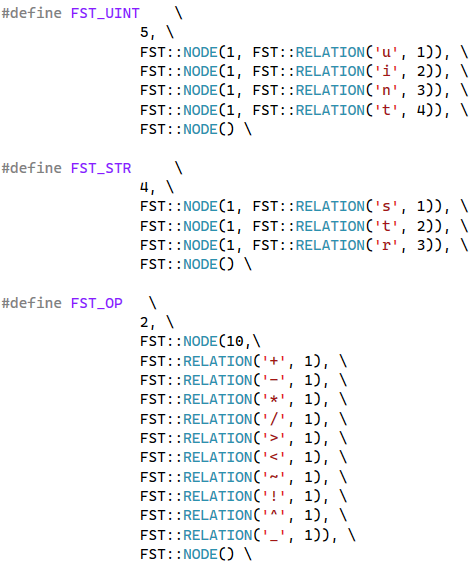 #define FST_UINT    \
                5, \
                FST::NODE(1, FST::RELATION('u', 1)), \
                FST::NODE(1, FST::RELATION('i', 2)), \
                FST::NODE(1, FST::RELATION('n', 3)), \
                FST::NODE(1, FST::RELATION('t', 4)), \
                FST::NODE() \

#define FST_STR     \
                4, \
                FST::NODE(1, FST::RELATION('s', 1)), \
                FST::NODE(1, FST::RELATION('t', 2)), \
                FST::NODE(1, FST::RELATION('r', 3)), \
                FST::NODE() \

#define FST_OP   \
                2, \
                FST::NODE(10,\
                FST::RELATION('+', 1), \
                FST::RELATION('-', 1), \
                FST::RELATION('*', 1), \
                FST::RELATION('/', 1), \
                FST::RELATION('>', 1), \
                FST::RELATION('<', 1), \
                FST::RELATION('~', 1), \
                FST::RELATION('!', 1), \
                FST::RELATION('^', 1), \
                FST::RELATION('_', 1)), \
                FST::NODE() \